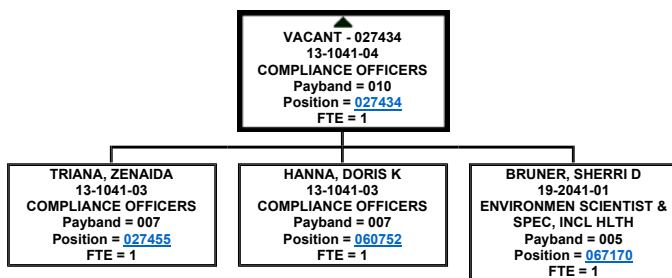 VACANT - 027434
13-1041-04
COMPLIANCE OFFICERS
Payband = 010
Position = 027434
FTE = 1
TRIANA, ZENAIDA
13-1041-03
COMPLIANCE OFFICERS
Payband = 007
Position = 027455
FTE = 1
HANNA, DORIS K
13-1041-03
COMPLIANCE OFFICERS
Payband = 007
Position = 060752
FTE = 1
BRUNER, SHERRI D
19-2041-01
ENVIRONMEN SCIENTIST &
SPEC, INCL HLTH
Payband = 005
Position = 067170
FTE = 1